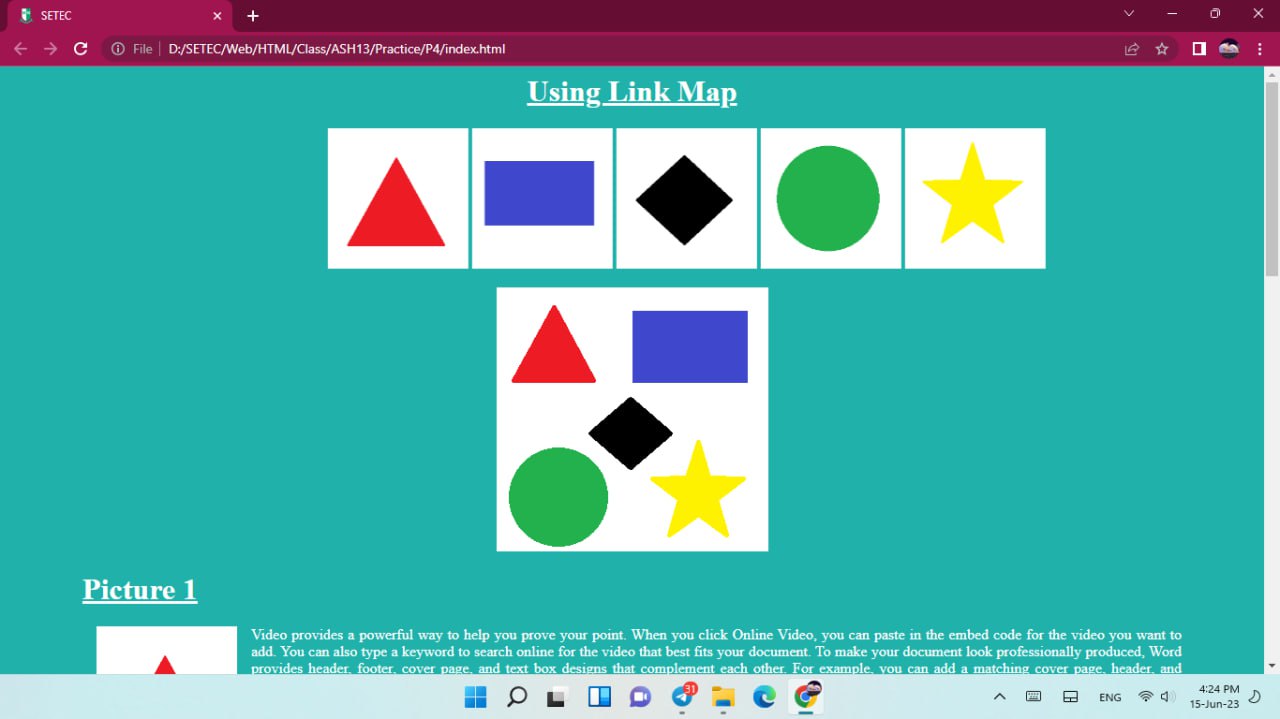 SETEC
File
D:/SETEC/Web/HTML/Class/ASH13/Practice/P4/index.html
Using Link Map
Picture 1
Video provides a powerful way to help you prove your point. When you click Online Video, you can paste in the embed code for the video you want to
add. You can also type a keyword to search online for the video that best fits your document. To make your document look professionally produced, Word
provides header, footer, cover page, and text box designs that complement each other. For example, you can add a matching cover page, header, and
31
ENG
4:24 PM
15-Jun-23